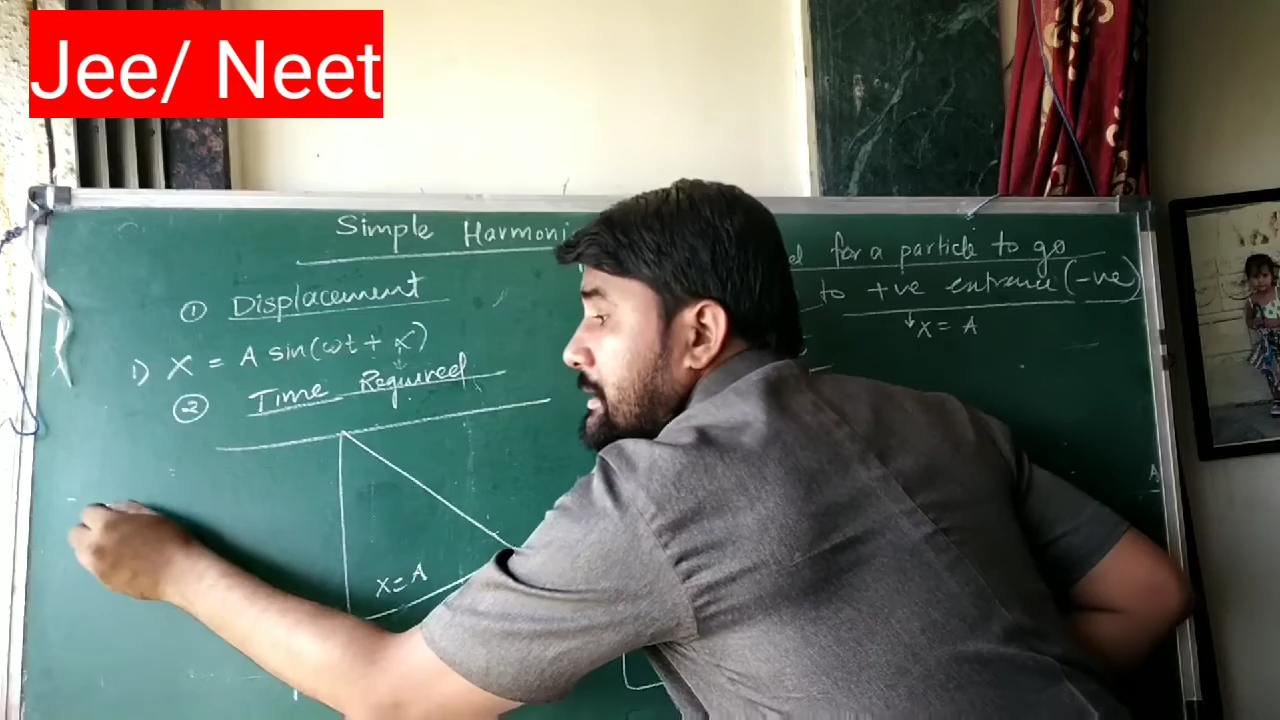 Jee/ Neet
Simple Harmoni
① Displacement
1) X = A sin(ωt + α)
② Time Required
X = A
d for a particle to go
to +ve extreme (-ve)
↓ X = A
A